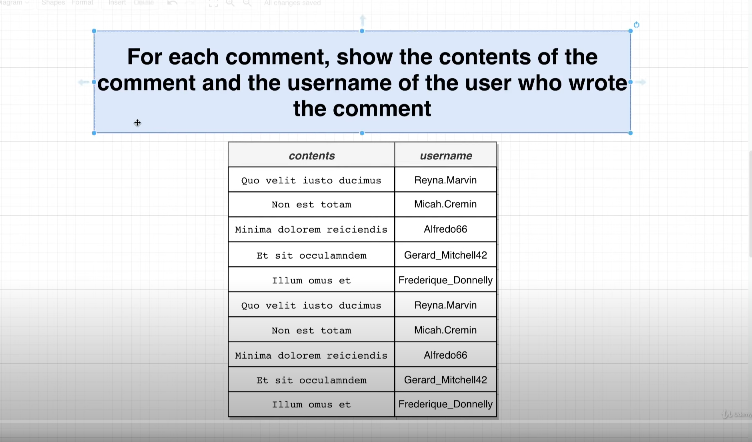 For each comment, show the contents of the
comment and the username of the user who wrote
the comment
contents username
Quo velit iusto ducimus Reyna.Marvin
Non est totam Micah.Cremin
Minima dolorem reiciendis Alfredo66
Et sit occulamndem Gerard_Mitchell42
Illum omus et Frederique_Donnelly
Quo velit iusto ducimus Reyna.Marvin
Non est totam Micah.Cremin
Minima dolorem reiciendis Alfredo66
Et sit occulamndem Gerard_Mitchell42
Illum omus et Frederique_Donnelly